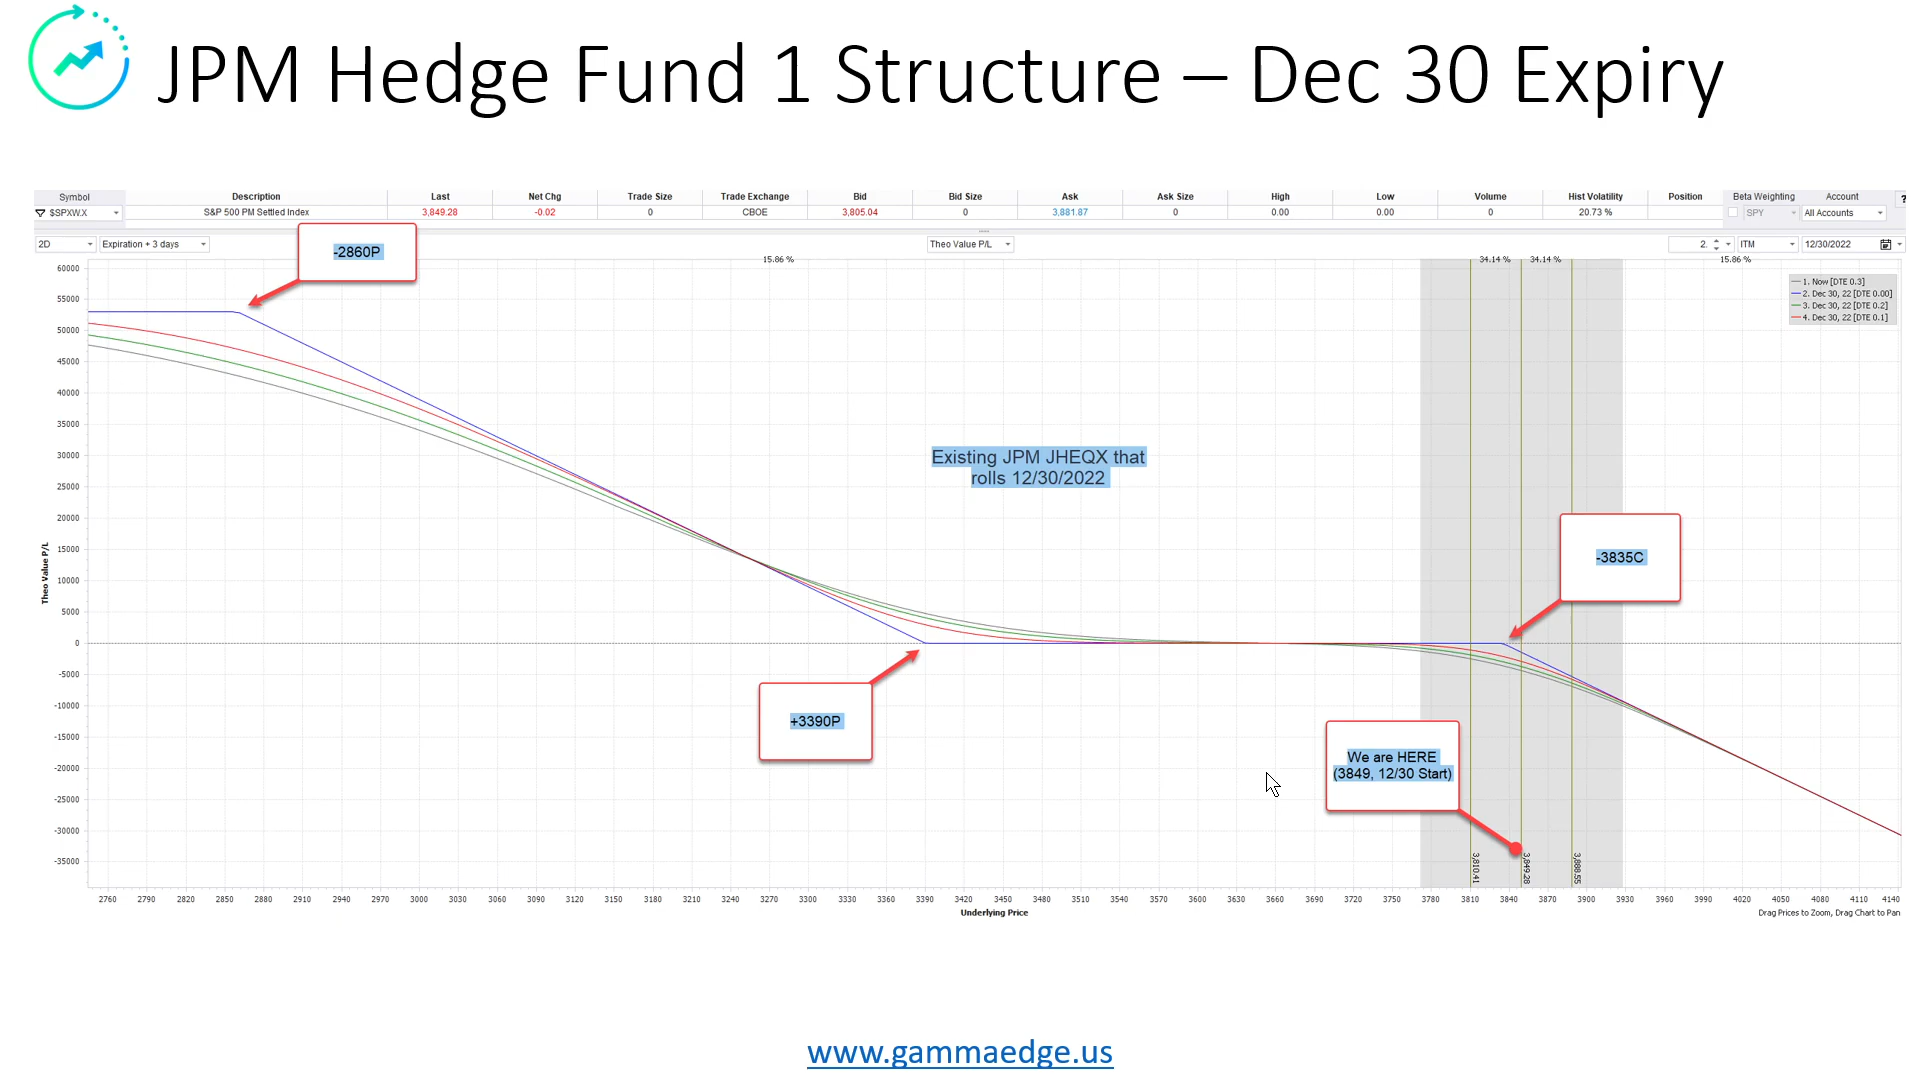 JPM Hedge Fund 1 Structure – Dec 30 Expiry
Symbol Description Last Net Chg Trade Size Trade Exchange Bid Bid Size Ask Ask Size High Low Volume Hist Volatility Position Beta Weighting Account ?
$SPXW.X S&P 500 PM Settled Index 3,849.28 -0.02 0 CBOE 3,805.04 0 3,881.87 0 0.00 0.00 0 20.73 % SPY All Accounts
2D Expiration + 3 days Theo Value P/L 2. ITM 12/30/2022
15.86 % 34.14 % 34.14 % 15.86 %
-2860P
1. Now [DTE 0.3]
2. Dec 30, 22 [DTE 0.00]
3. Dec 30, 22 [DTE 0.2]
4. Dec 30, 22 [DTE 0.1]
60000
55000
50000
45000
40000
35000
30000
25000
20000
15000
10000
5000
0
-5000
-10000
-15000
-20000
-25000
-30000
-35000
Theo Value P/L
Existing JPM JHEQX that
rolls 12/30/2022
-3835C
+3390P
We are HERE
(3849, 12/30 Start)
3,810.41
3,849.28
3,888.55
2760 2790 2820 2850 2880 2910 2940 2970 3000 3030 3060 3090 3120 3150 3180 3210 3240 3270 3300 3330 3360 3390 3420 3450 3480 3510 3540 3570 3600 3630 3660 3690 3720 3750 3780 3810 3840 3870 3900 3930 3960 3990 4020 4050 4080 4110 4140
Underlying Price
Drag Prices to Zoom, Drag Chart to Pan
www.gammaedge.us